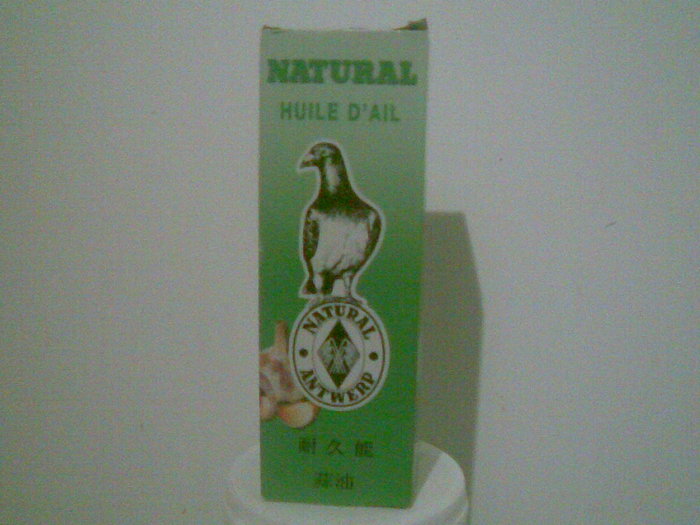 NATURAL
HUILE D'AIL
NATURAL
ANTWERP
耐久能
蒜油